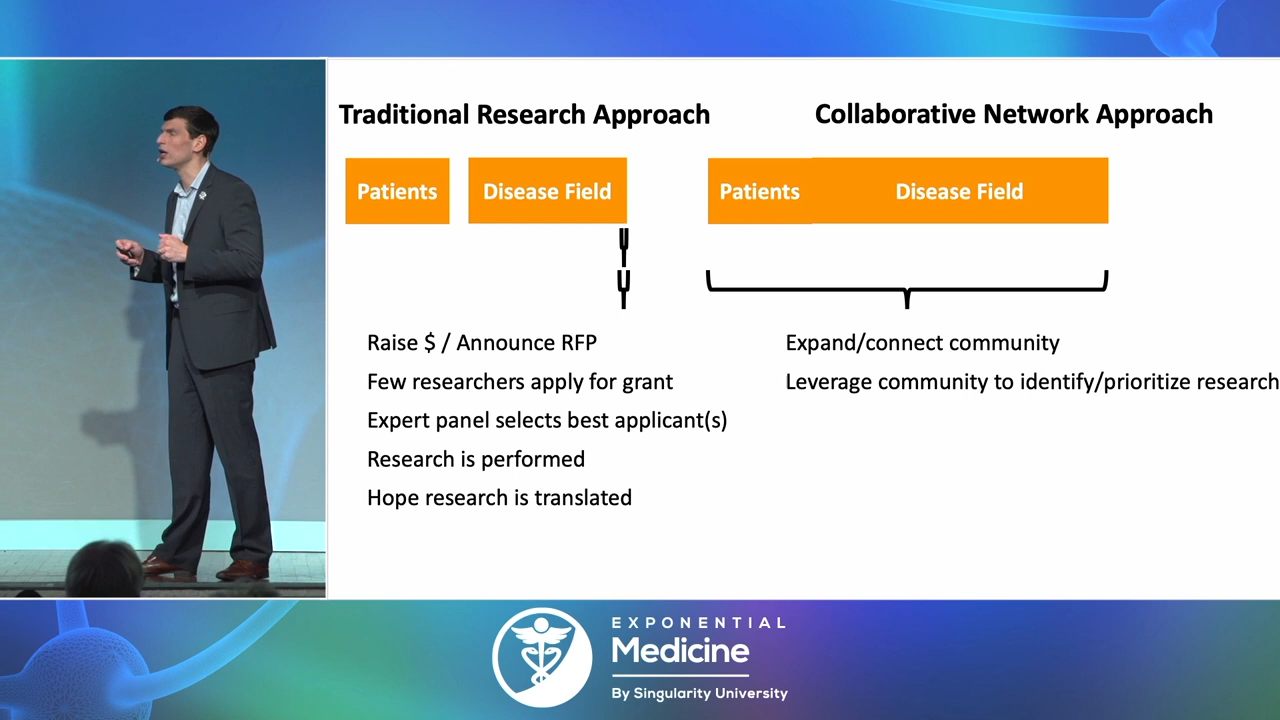 Traditional Research Approach
Collaborative Network Approach
Patients
Disease Field
Patients
Disease Field
Raise $ / Announce RFP
Few researchers apply for grant
Expert panel selects best applicant(s)
Research is performed
Hope research is translated
Expand/connect community
Leverage community to identify/prioritize research
EXPONENTIAL
Medicine
By Singularity University